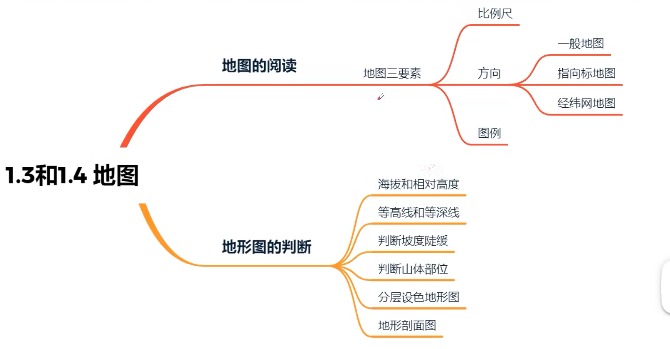 1.3和1.4 地图
地图的阅读
地图三要素
比例尺
方向
一般地图
指向标地图
经纬网地图
图例
地形图的判断
海拔和相对高度
等高线和等深线
判断坡度陡缓
判断山体部位
分层设色地形图
地形剖面图